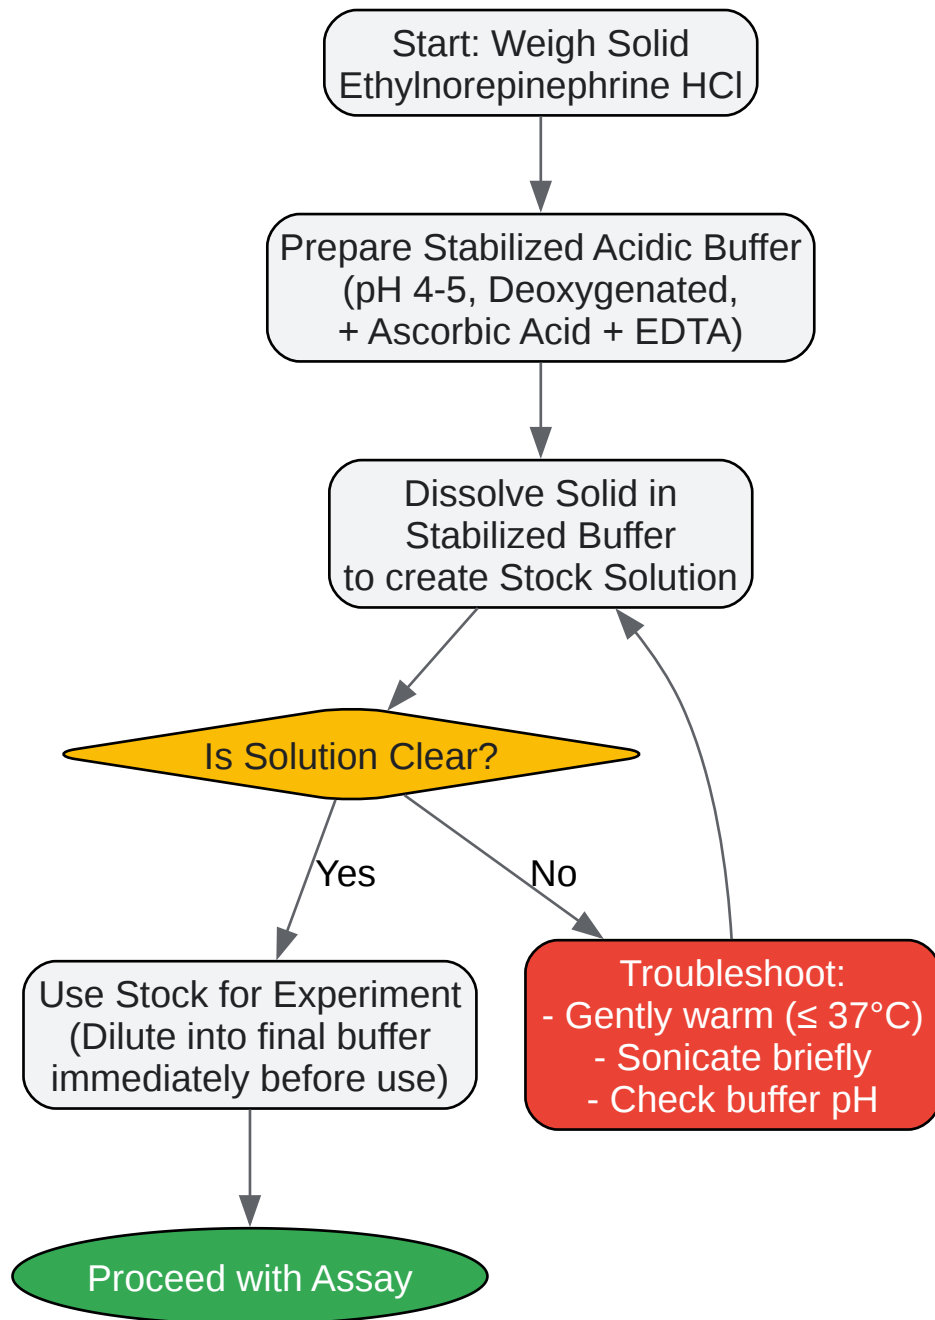 Start: Weigh Solid
Ethylnorepinephrine HCl
Prepare Stabilized Acidic Buffer
(pH 4-5, Deoxygenated,
+ Ascorbic Acid + EDTA)
Dissolve Solid in
Stabilized Buffer
to create Stock Solution
Is Solution Clear?
Yes
No
Use Stock for Experiment
(Dilute into final buffer
immediately before use)
Troubleshoot:
- Gently warm (≤ 37°C)
- Sonicate briefly
- Check buffer pH
Proceed with Assay